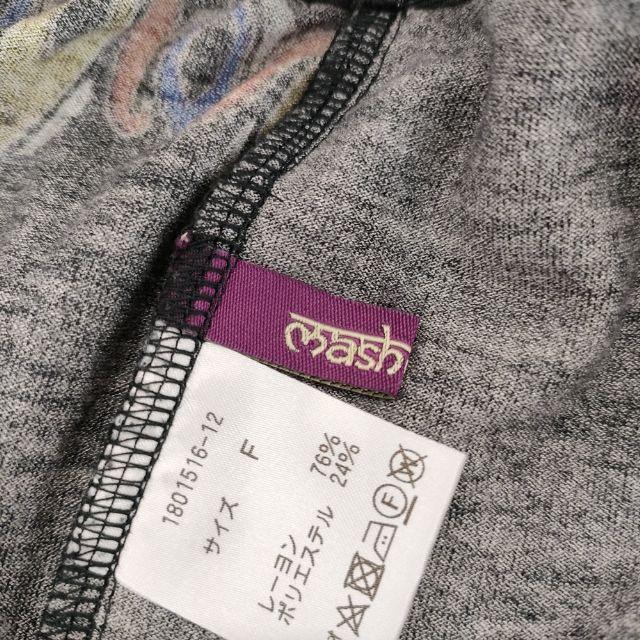 mash
1801516-12
サイズ F
レーヨン 76%
ポリエステル 24%
F